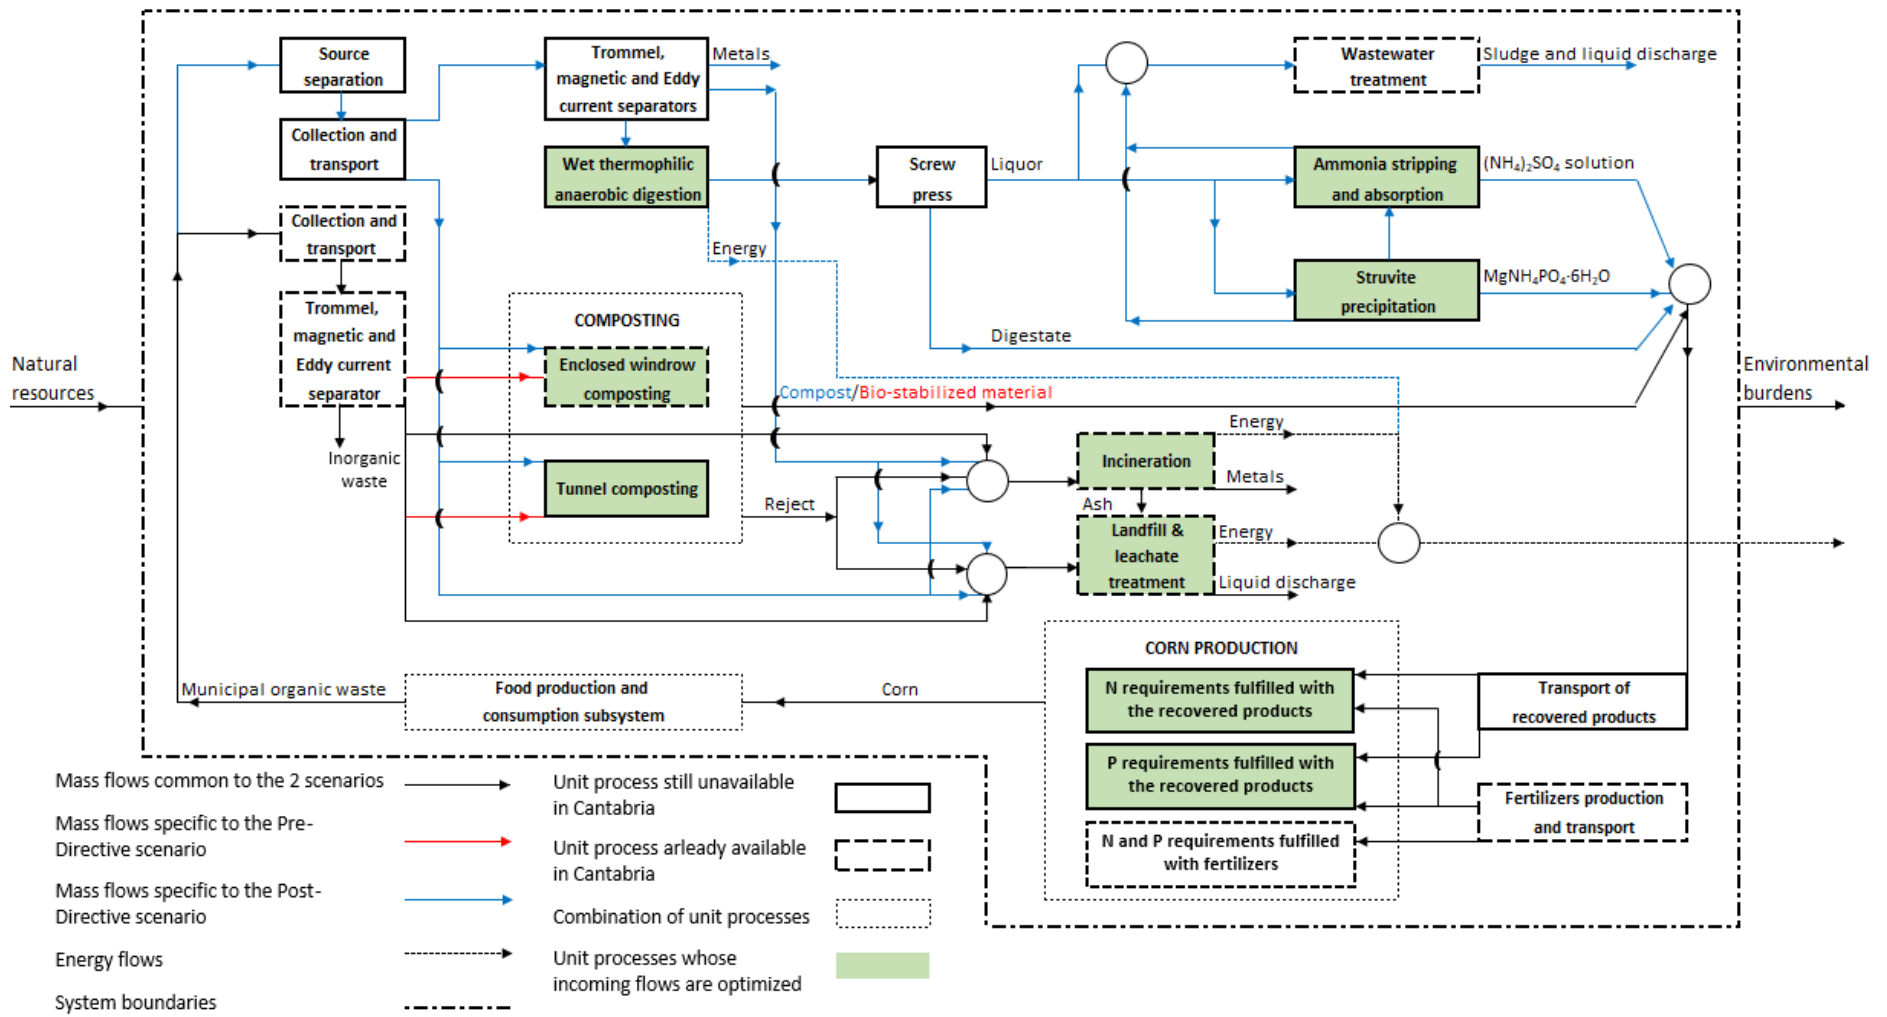 Source
separation
Trommel,
magnetic and Eddy
current separators
Metals
Wastewater
treatment
Sludge and liquid discharge
Collection and
transport
Wet thermophilic
anaerobic digestion
Screw
press
Liquor
Ammonia stripping
and absorption
(NH₄)₂SO₄ solution
Collection and
transport
Energy
Struvite
precipitation
MgNH₄PO₄·6H₂O
Trommel,
magnetic and
Eddy current
separator
COMPOSTING
Digestate
Natural
resources
Enclosed windrow
composting
Compost/Bio-stabilized material
Environmental
burdens
Inorganic
waste
Energy
Incineration
Metals
Tunnel composting
Reject
Ash
Landfill &
leachate
treatment
Energy
Liquid discharge
CORN PRODUCTION
Municipal organic waste
Food production and
consumption subsystem
Corn
N requirements fulfilled with
the recovered products
Transport of
recovered products
P requirements fulfilled with
the recovered products
Fertilizers production
and transport
N and P requirements fulfilled
with fertilizers
Mass flows common to the 2 scenarios
Mass flows specific to the Pre-
Directive scenario
Mass flows specific to the Post-
Directive scenario
Energy flows
System boundaries
Unit process still unavailable
in Cantabria
Unit process arleady available
in Cantabria
Combination of unit processes
Unit processes whose
incoming flows are optimized